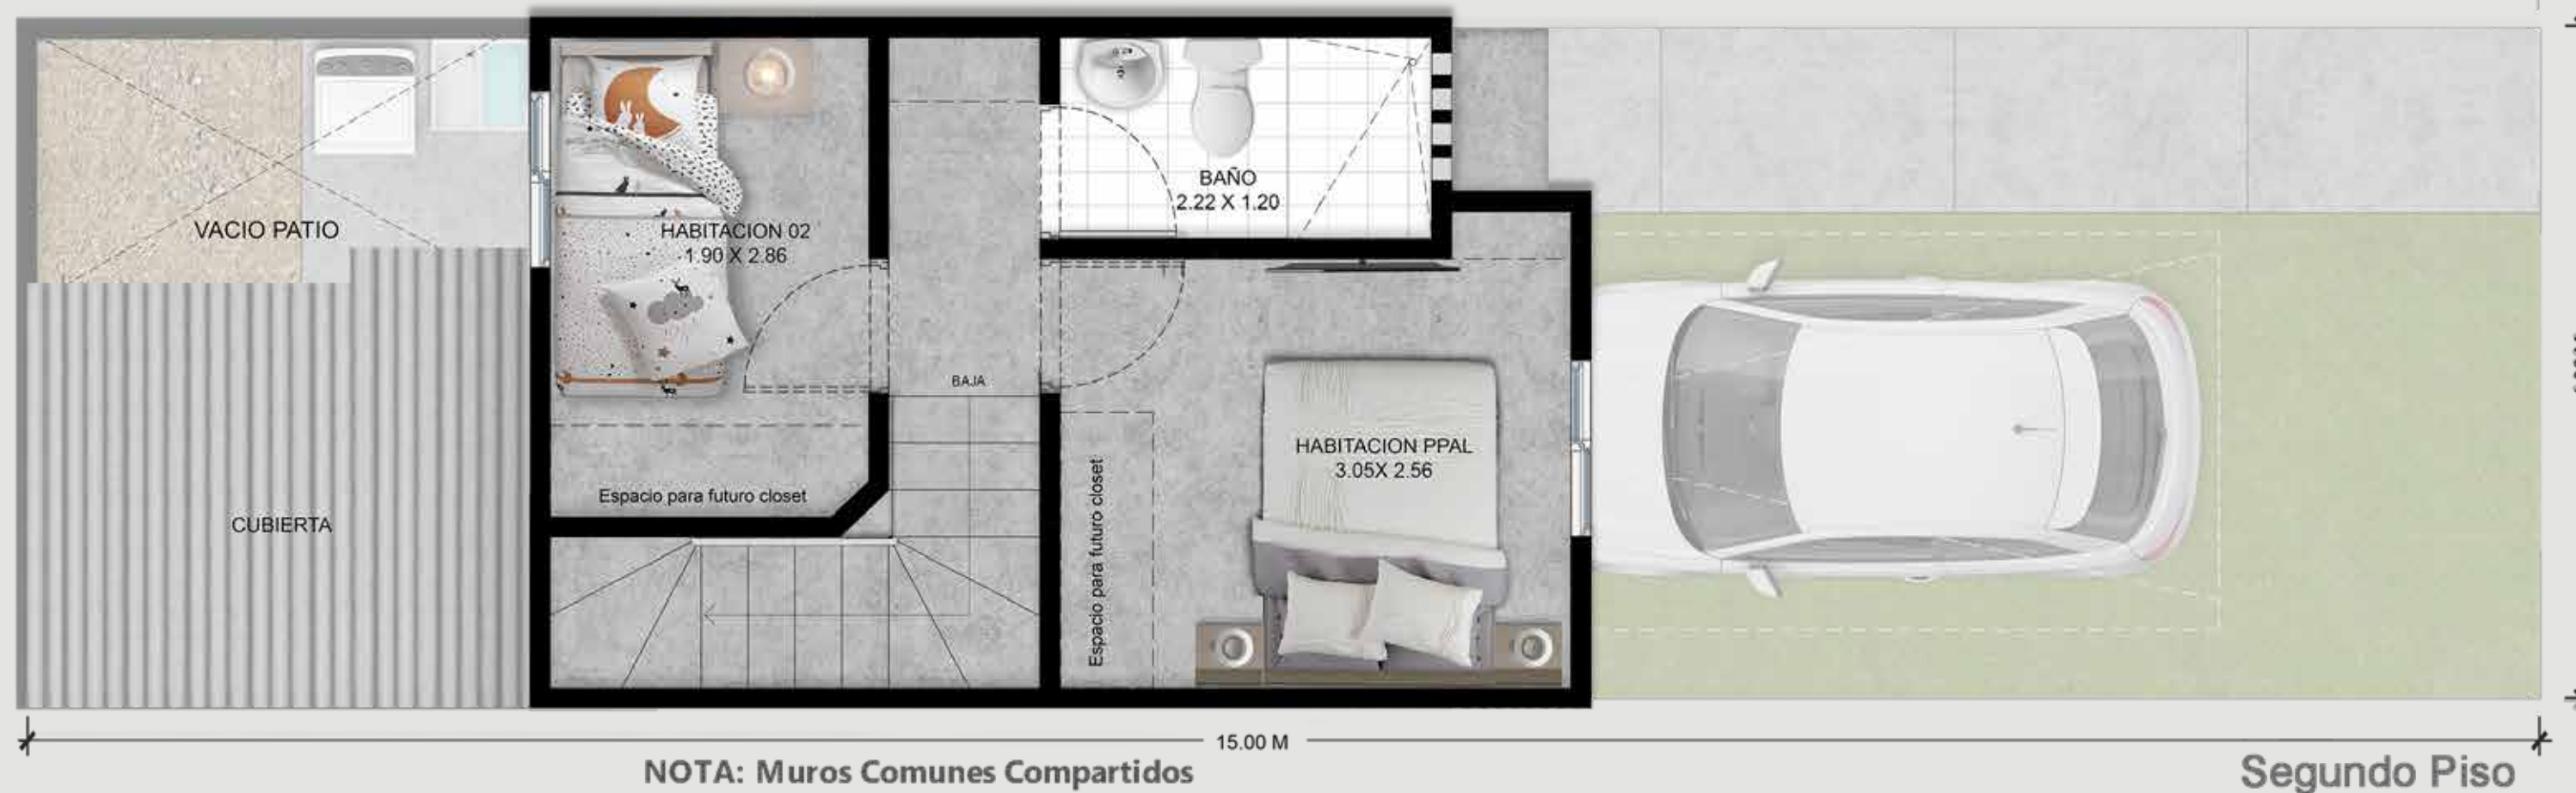 VACIO PATIO
CUBIERTA
HABITACION 02
1.90 X 2.86
Espacio para futuro closet
BAJA
BAÑO
2.22 X 1.20
HABITACION PPAL
3.05X 2.56
Espacio para futuro closet
15.00 M
NOTA: Muros Comunes Compartidos
Segundo Piso